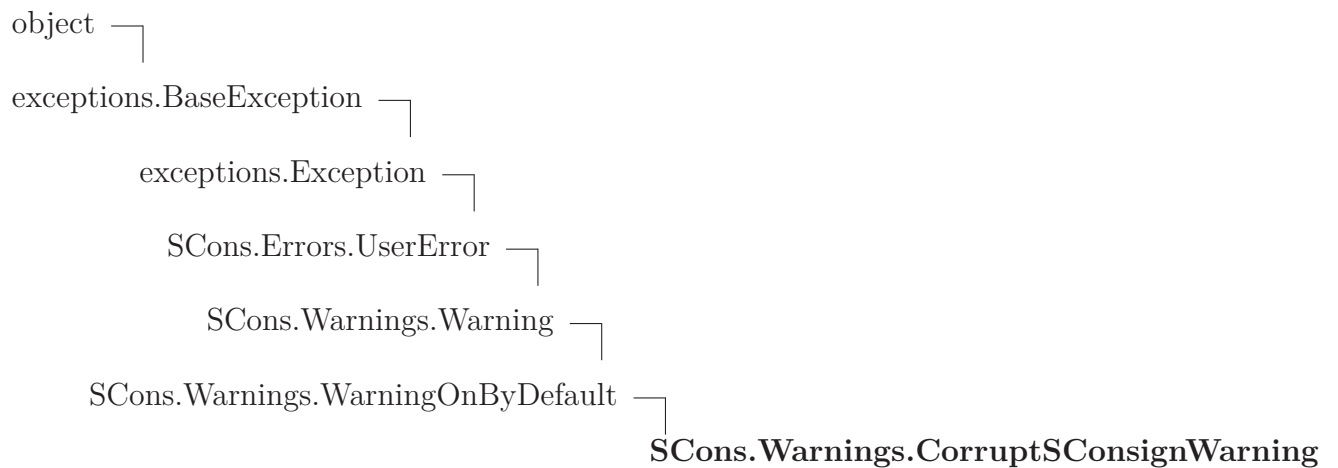 object
exceptions.BaseException
exceptions.Exception
SCons.Errors.UserError
SCons.Warnings.Warning
SCons.Warnings.WarningOnByDefault
SCons.Warnings.CorruptSConsignWarning